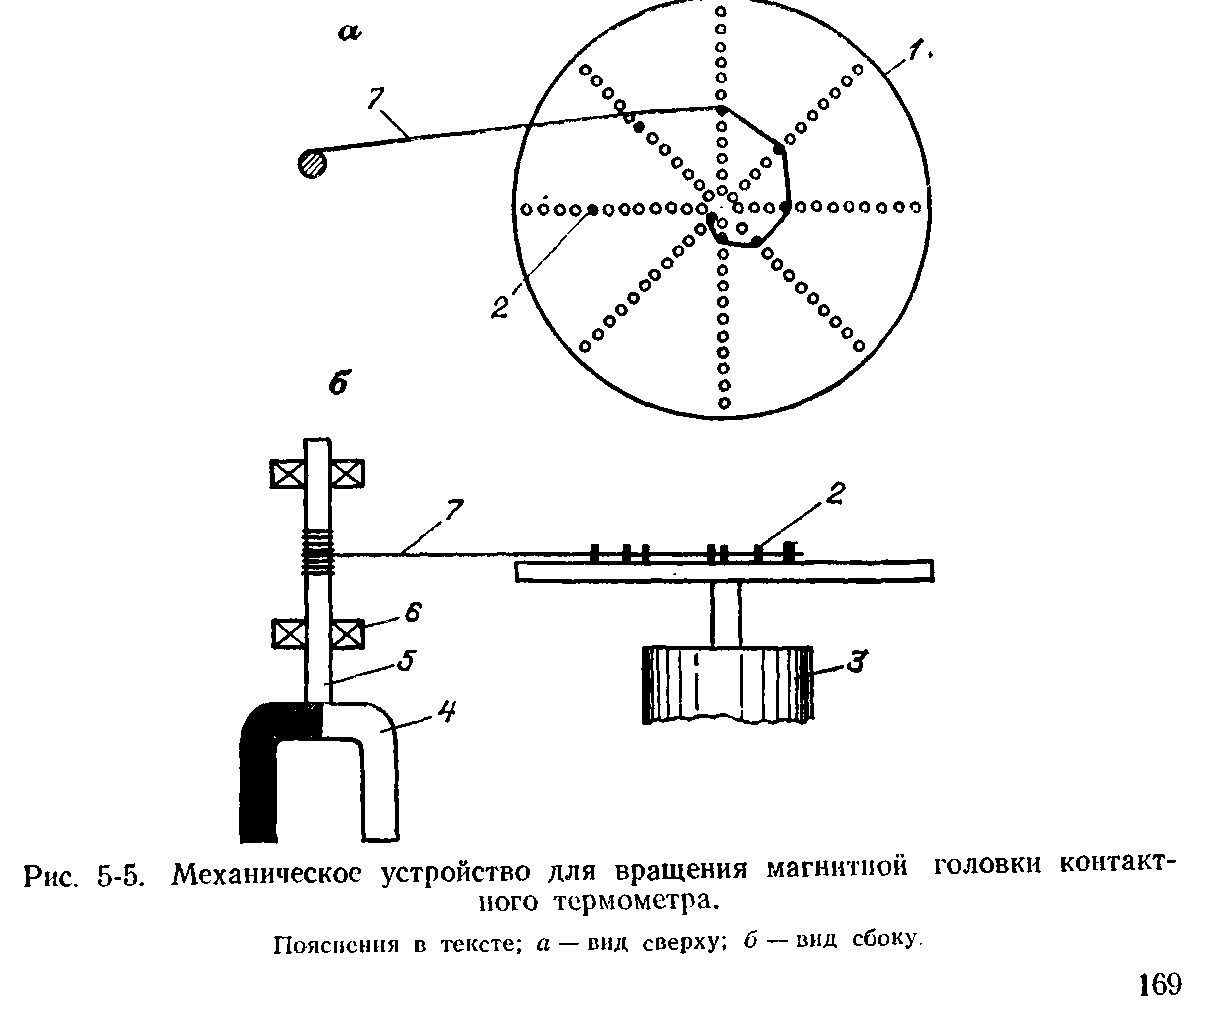 а
1.
7
2
б
2
7
6
5
3
4
Рис. 5-5. Механическое устройство для вращения магнитной головки контакт-
ного термометра.
Пояснения в тексте; а — вид сверху; б — вид сбоку.
169